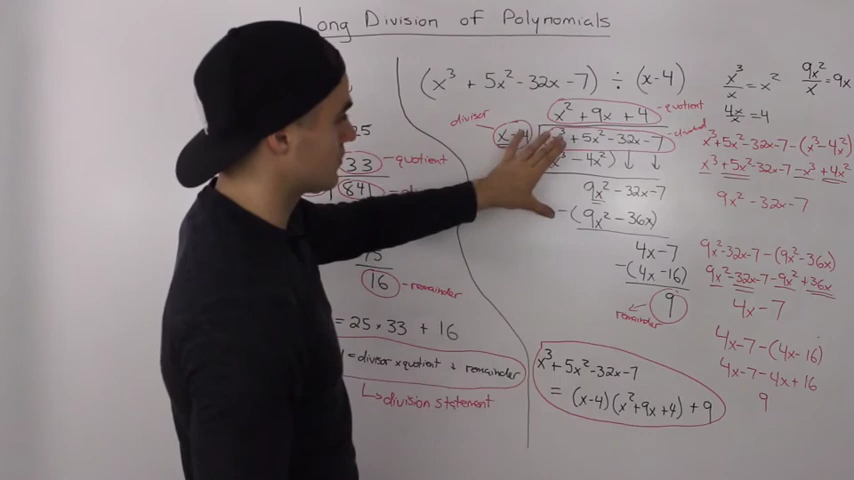 Long Division of Polynomials
25
33 - quotient
841
75
16 - remainder
= 25 × 33 + 16
= divisor × quotient + remainder
↳ division statement
(x³ + 5x² - 32x - 7) ÷ (x-4)
x² + 9x + 4 - quotient
divisor
x-4
x³ + 5x² - 32x - 7
x³ - 4x²) ↓ ↓
9x² - 32x - 7
-(9x² - 36x)
4x - 7
-(4x - 16)
9
remainder
x³ + 5x² - 32x - 7
= (x-4)(x² + 9x + 4) + 9
x³/x = x²
9x²/x = 9x
4x/x = 4
x³ + 5x² - 32x - 7 - (x³ - 4x²)
x³ + 5x² - 32x - 7 - x³ + 4x²
9x² - 32x - 7
9x² - 32x - 7 - (9x² - 36x)
9x² - 32x - 7 - 9x² + 36x
4x - 7
4x - 7 - (4x - 16)
4x - 7 - 4x + 16
9